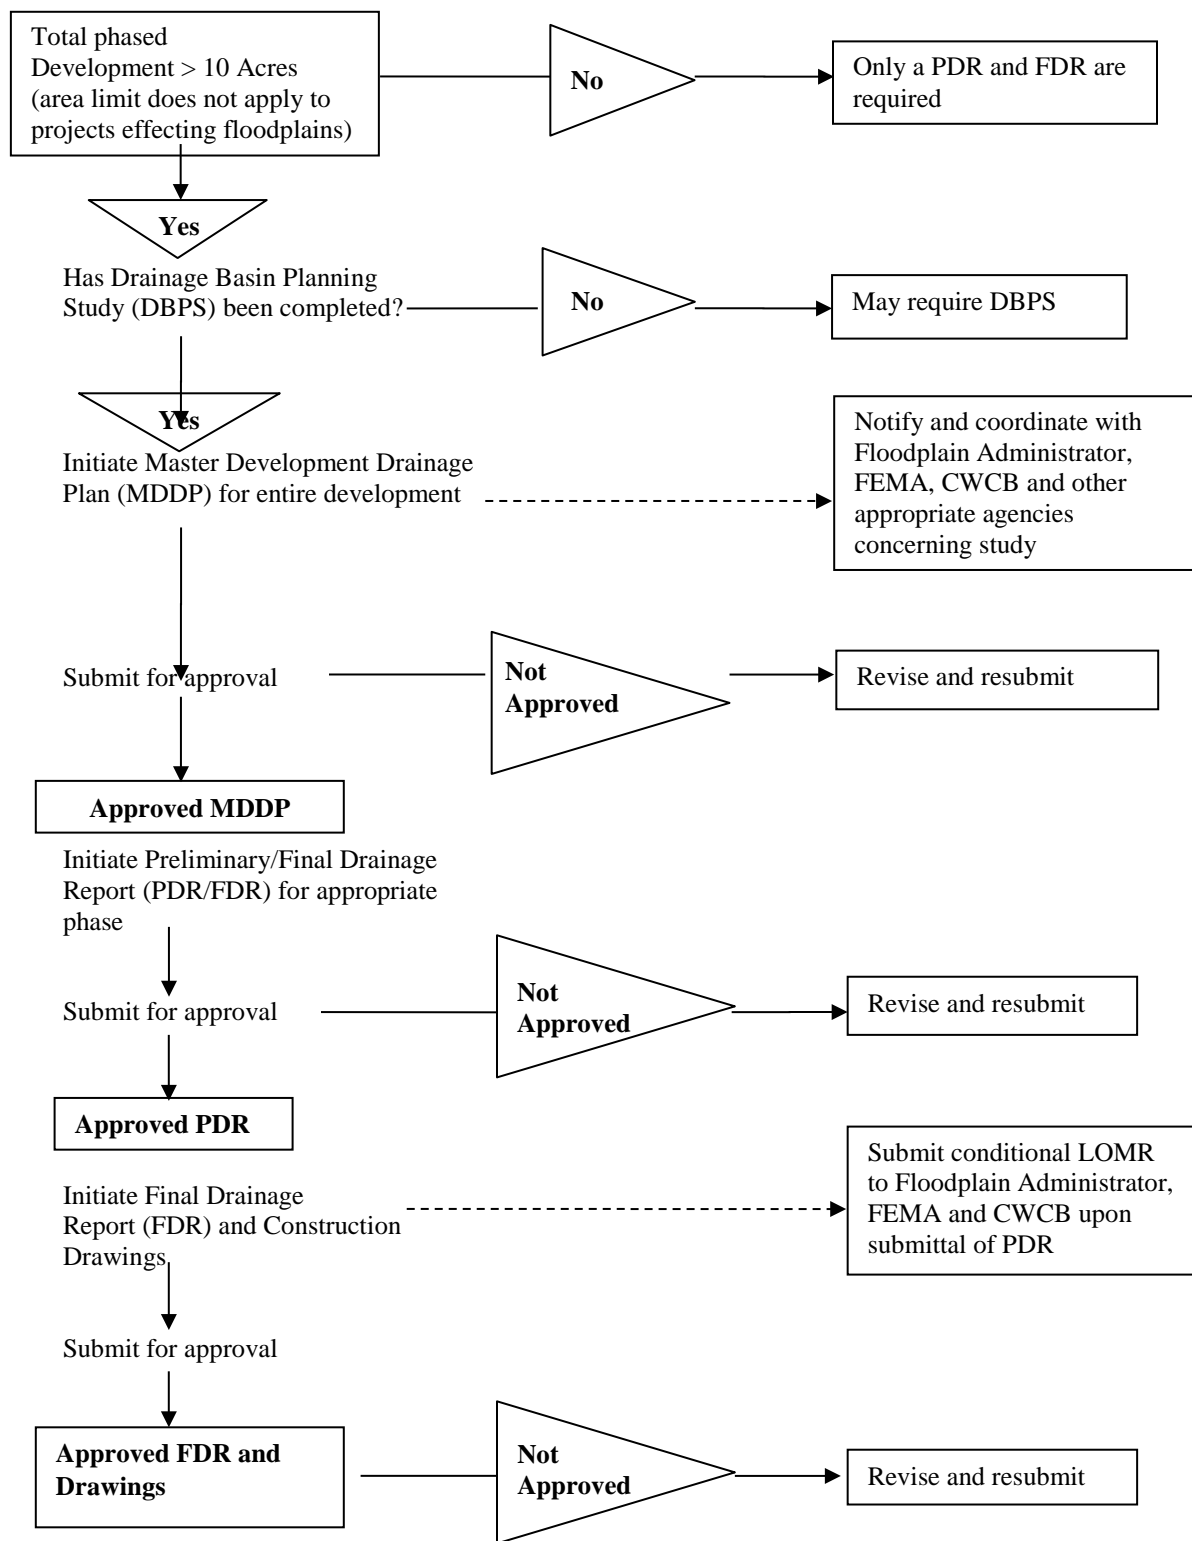 Total phased
Development > 10 Acres
(area limit does not apply to
projects effecting floodplains)
No
Only a PDR and FDR are
required
Yes
Has Drainage Basin Planning
Study (DBPS) been completed?
No
May require DBPS
Yes
Initiate Master Development Drainage
Plan (MDDP) for entire development
Notify and coordinate with
Floodplain Administrator,
FEMA, CWCB and other
appropriate agencies
concerning study
Submit for approval
Not
Approved
Revise and resubmit
Approved MDDP
Initiate Preliminary/Final Drainage
Report (PDR/FDR) for appropriate
phase
Submit for approval
Not
Approved
Revise and resubmit
Approved PDR
Initiate Final Drainage
Report (FDR) and Construction
Drawings
Submit conditional LOMR
to Floodplain Administrator,
FEMA and CWCB upon
submittal of PDR
Submit for approval
Approved FDR and
Drawings
Not
Approved
Revise and resubmit